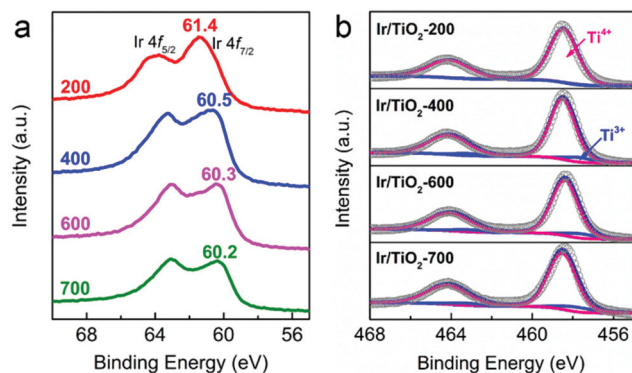 a
Ir 4f5/2
61.4
Ir 4f7/2
200
60.5
400
60.3
600
60.2
700
Intensity (a.u.)
68 64 60 56
Binding Energy (eV)
b
Ir/TiO2-200
Ti4+
Ir/TiO2-400
Ti3+
Ir/TiO2-600
Ir/TiO2-700
Intensity (a.u.)
468 464 460 456
Binding Energy (eV)